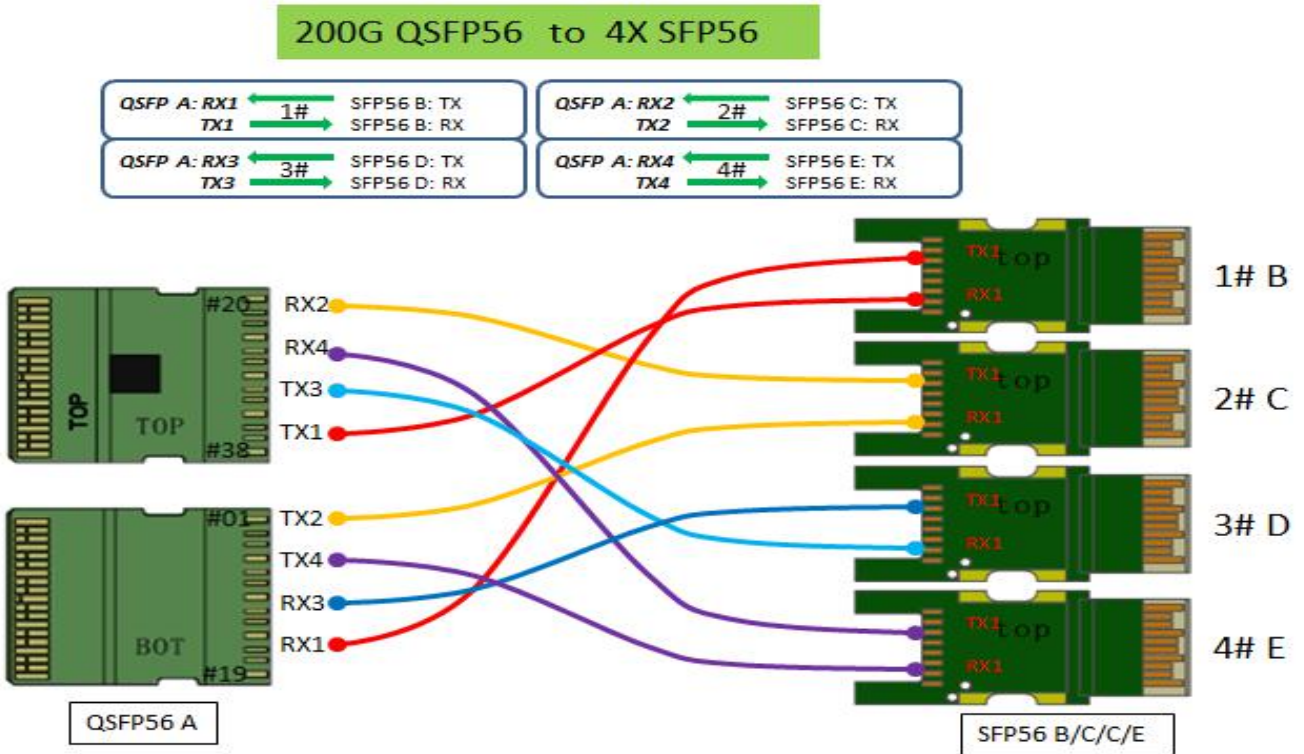 200G QSFP56 to 4X SFP56
QSFP A: RX1 SFP56 B: TX
1#
TX1 SFP56 B: RX
QSFP A: RX2 SFP56 C: TX
2#
TX2 SFP56 C: RX
QSFP A: RX3 SFP56 D: TX
3#
TX3 SFP56 D: RX
QSFP A: RX4 SFP56 E: TX
4#
TX4 SFP56 E: RX
#20
TOP
TOP
#38
RX2
RX4
TX3
TX1
#01
BOT
#19
TX2
TX4
RX3
RX1
QSFP56 A
TX1
top
RX1
1# B
TX1
top
RX1
2# C
TX1
top
RX1
3# D
TX1
top
RX1
4# E
SFP56 B/C/C/E